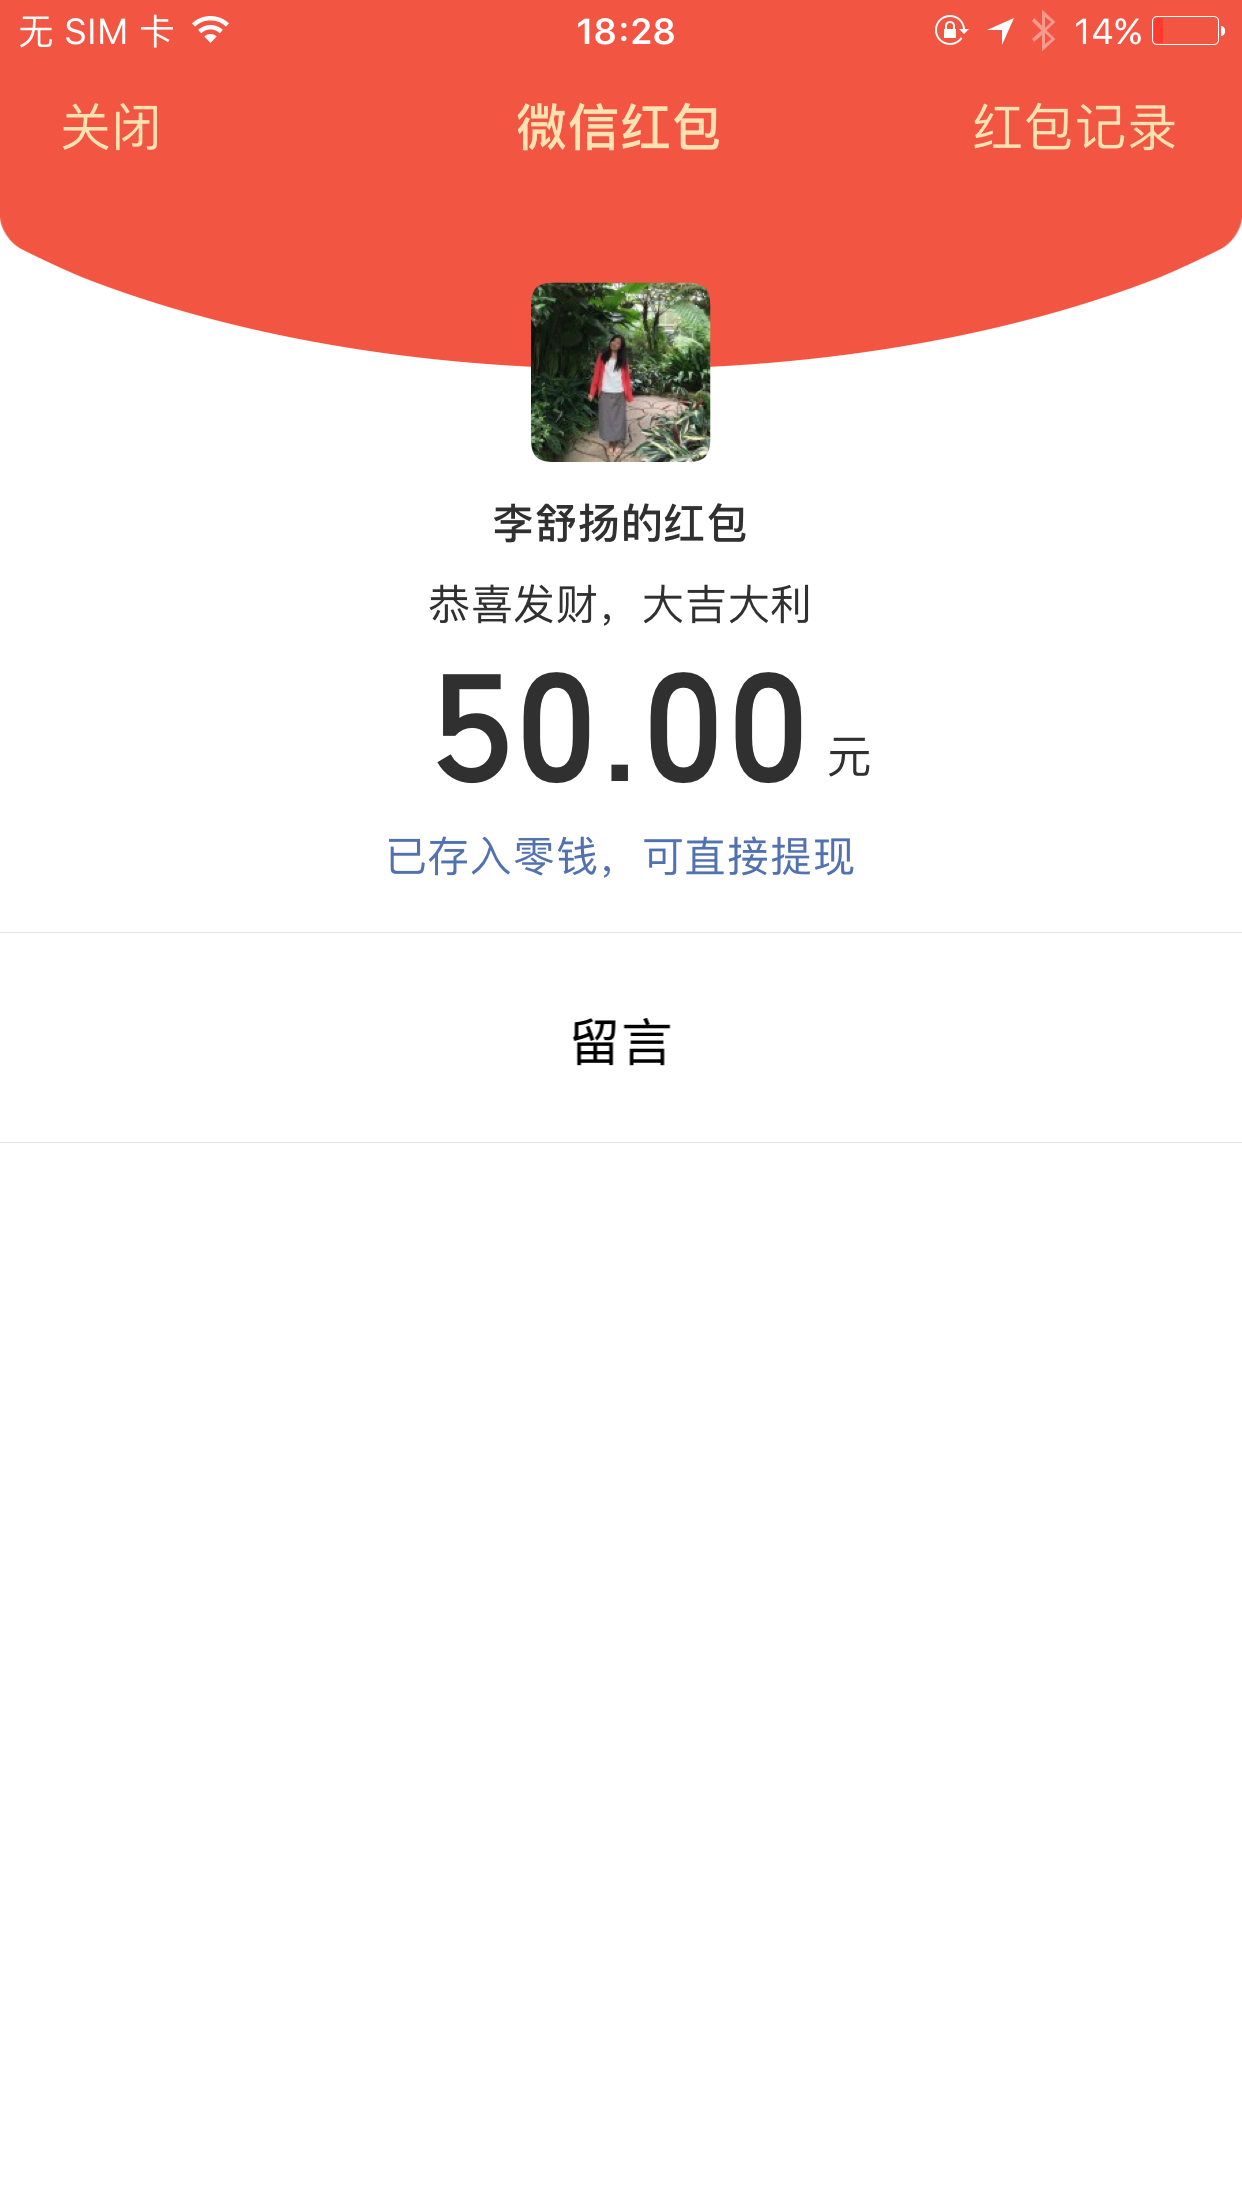 无 SIM 卡 18:28 14%
关闭 微信红包 红包记录
李舒扬的红包
恭喜发财，大吉大利
50.00 元
已存入零钱，可直接提现
留言